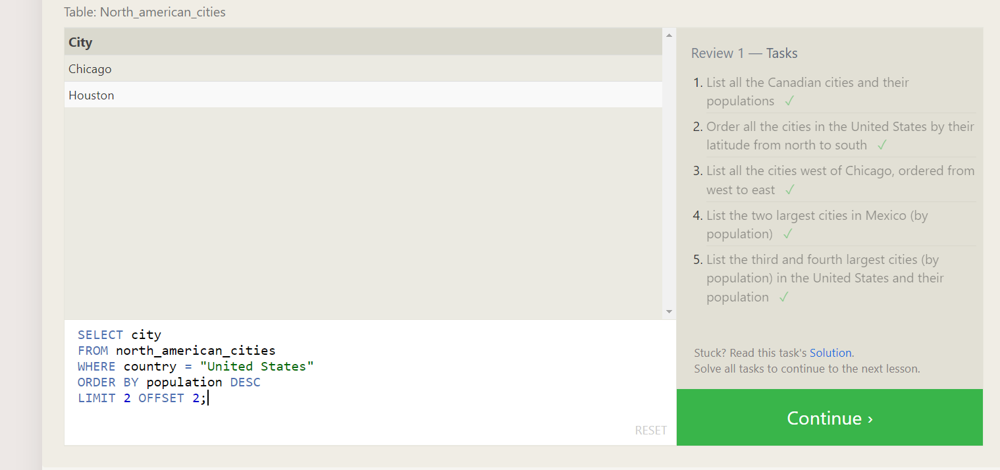 Table: North_american_cities
City
Chicago
Houston
SELECT city
FROM north_american_cities
WHERE country = "United States"
ORDER BY population DESC
LIMIT 2 OFFSET 2;
RESET
Review 1 — Tasks
1. List all the Canadian cities and their
populations ✓
2. Order all the cities in the United States by their
latitude from north to south ✓
3. List all the cities west of Chicago, ordered from
west to east ✓
4. List the two largest cities in Mexico (by
population) ✓
5. List the third and fourth largest cities (by
population) in the United States and their
population ✓
Stuck? Read this task's Solution.
Solve all tasks to continue to the next lesson.
Continue ›